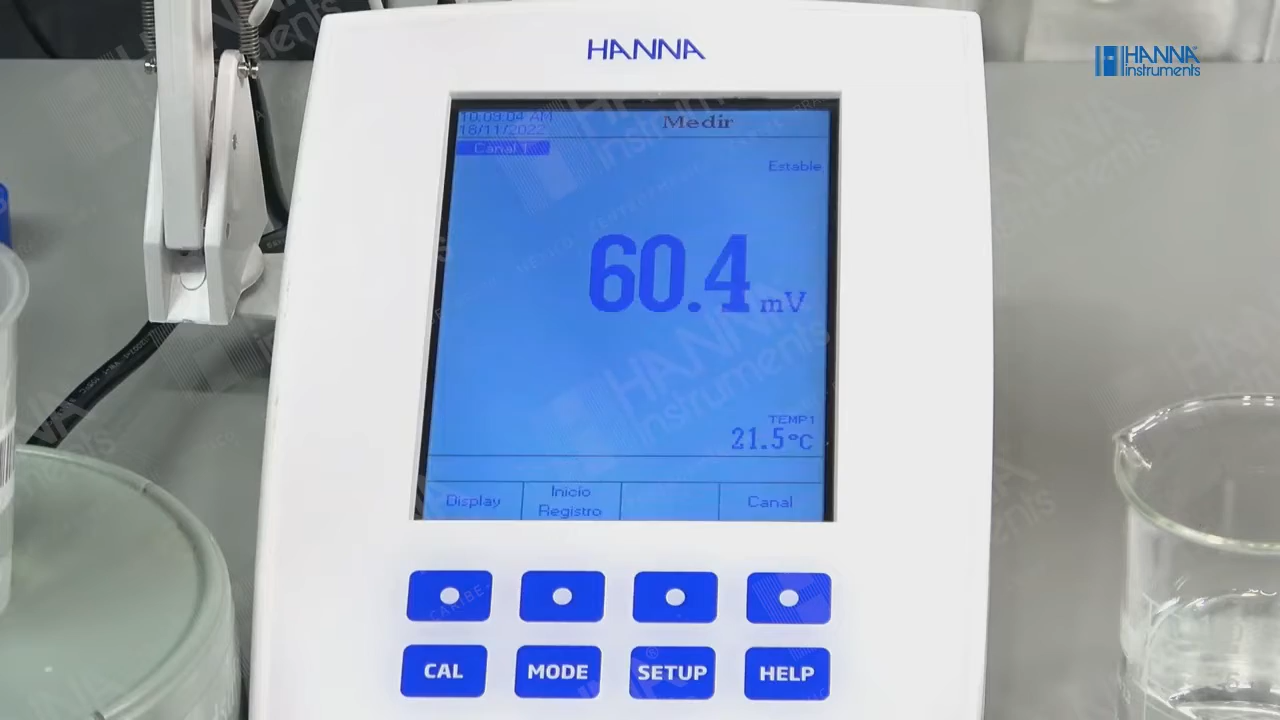 HANNA
HANNA
instruments
10:03:04 AM
18/11/2022
Medir
Canal 1
Estable
60.4 mV
TEMP1
21.5°C
Display
Inicio
Registro
Canal
CAL
MODE
SETUP
HELP